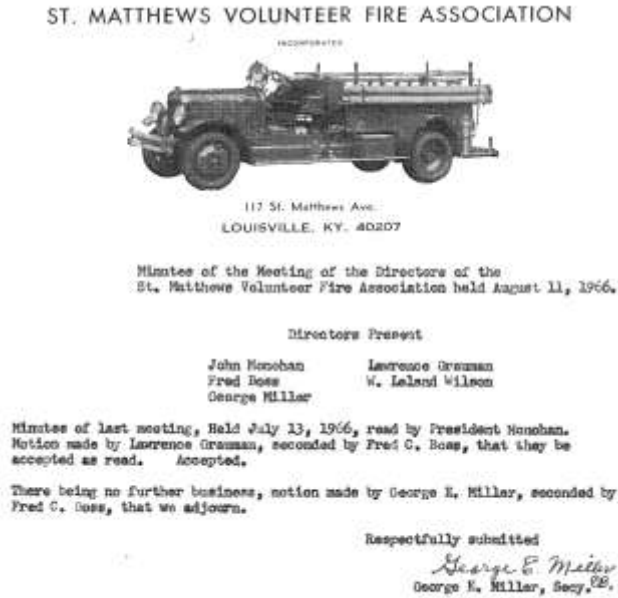 ST. MATTHEWS VOLUNTEER FIRE ASSOCIATION
INCORPORATED
117 St. Matthews Ave.
LOUISVILLE, KY. 40207
Minutes of the Meeting of the Directors of the
St. Matthews Volunteer Fire Association held August 11, 1966.
Directors Present
John Monohan Lawrence Grauman
Fred Boss W. Leland Wilson
George Miller
Minutes of last meeting, Held July 13, 1966, read by President Monohan.
Motion made by Lawrence Grauman, seconded by Fred C. Boss, that they be
accepted as read. Accepted.
There being no further business, motion made by George E. Miller, seconded by
Fred C. Boss, that we adjourn.
Respectfully submitted
George E. Miller
George E. Miller, Secy.